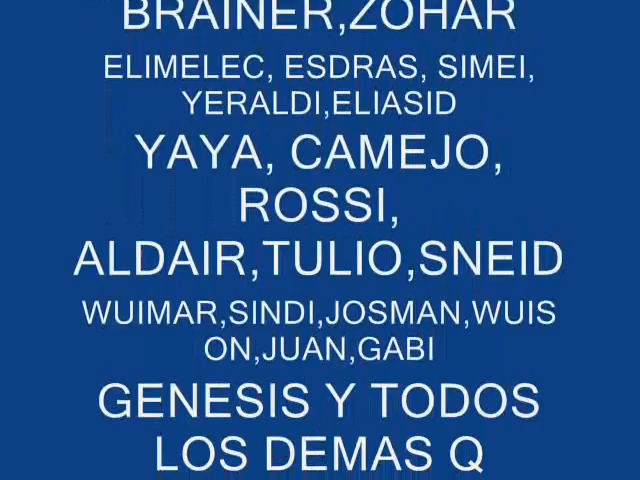 BRAINER,ZOHAR
ELIMELEC, ESDRAS, SIMEI,
YERALDI,ELIASID
YAYA, CAMEJO,
ROSSI,
ALDAIR,TULIO,SNEID
WUIMAR,SINDI,JOSMAN,WUIS
ON,JUAN,GABI
GENESIS Y TODOS
LOS DEMAS Q